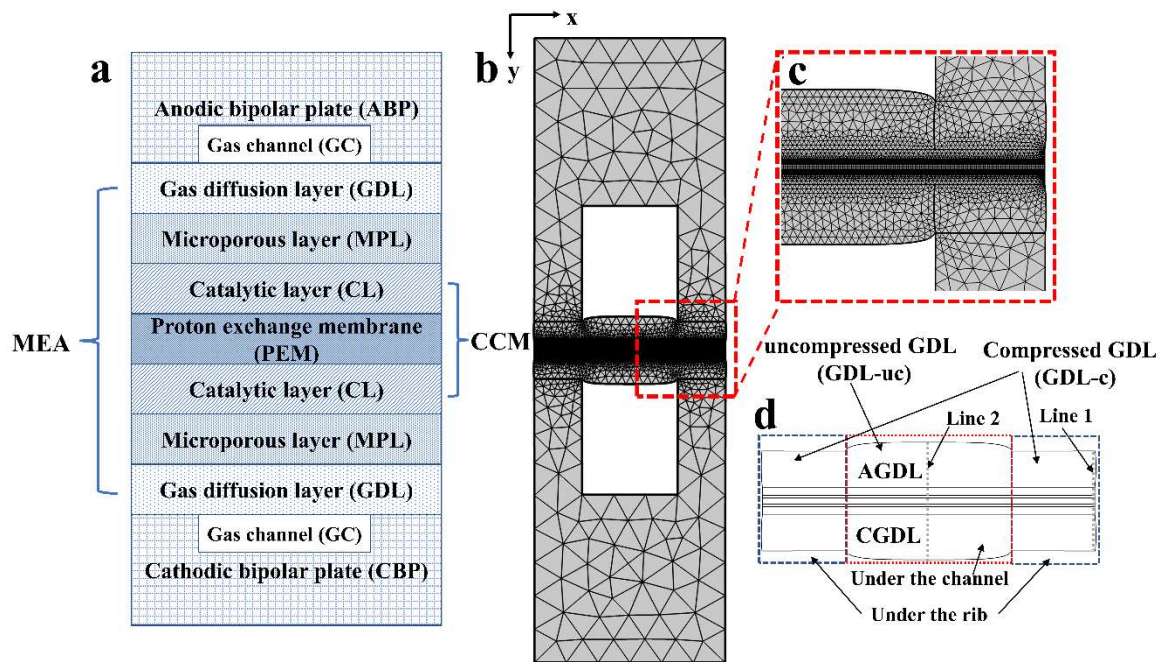 a
Anodic bipolar plate (ABP)
Gas channel (GC)
Gas diffusion layer (GDL)
Microporous layer (MPL)
Catalytic layer (CL)
Proton exchange membrane
(PEM)
Catalytic layer (CL)
Microporous layer (MPL)
Gas diffusion layer (GDL)
Gas channel (GC)
Cathodic bipolar plate (CBP)
MEA
CCM
b
x
y
c
d
uncompressed GDL
(GDL-uc)
Compressed GDL
(GDL-c)
Line 2
Line 1
AGDL
CGDL
Under the channel
Under the rib